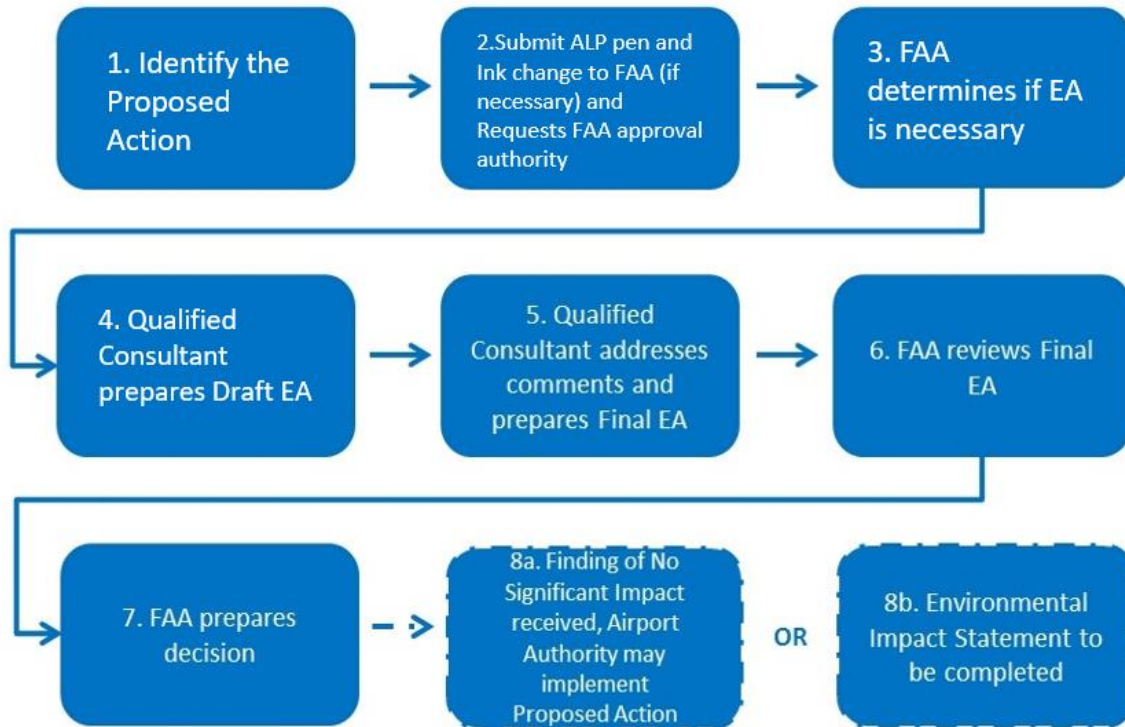 1. Identify the
Proposed
Action
2.Submit ALP pen and
Ink change to FAA (if
necessary) and
Requests FAA approval
authority
3. FAA
determines if EA
is necessary
4. Qualified
Consultant
prepares Draft EA
5. Qualified
Consultant addresses
comments and
prepares Final EA
6. FAA reviews Final
EA
7. FAA prepares
decision
8a. Finding of No
Significant Impact
received, Airport
Authority may
implement
Proposed Action
OR
8b. Environmental
Impact Statement to
be completed